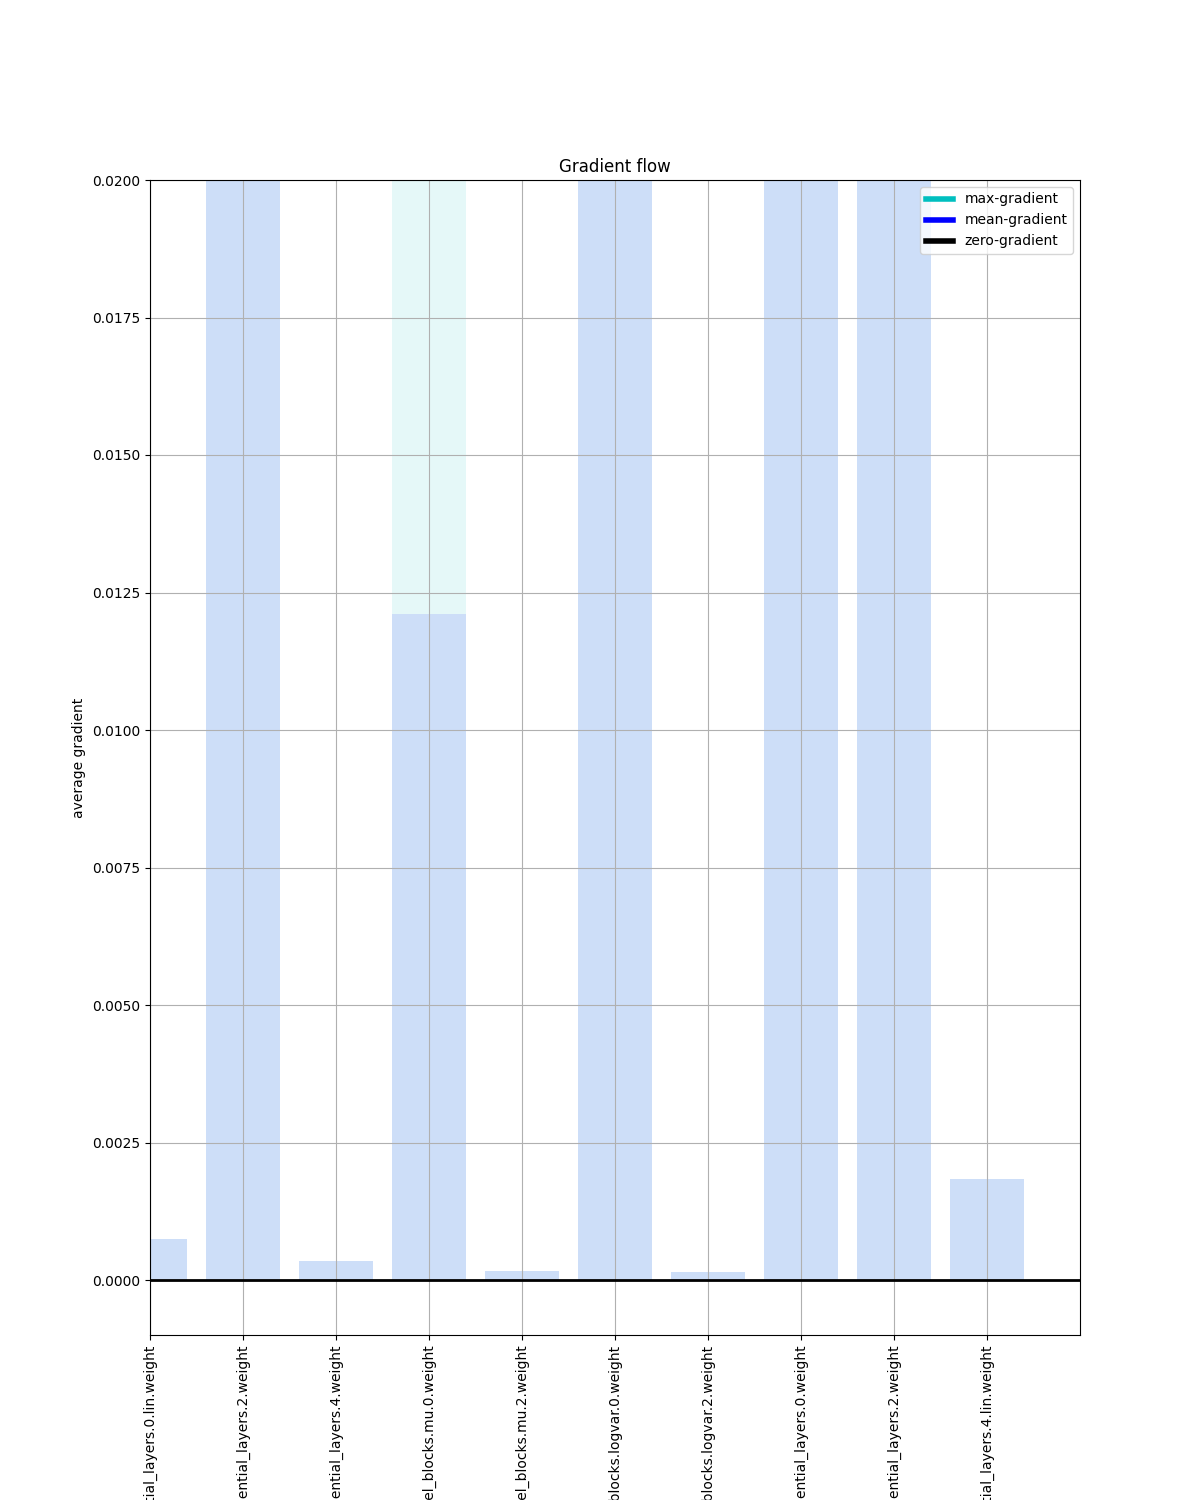 Gradient flow
max-gradient
mean-gradient
zero-gradient
0.0200
0.0175
0.0150
0.0125
0.0100
0.0075
0.0050
0.0025
0.0000
average gradient
tial_layers.0.lin.weight
ential_layers.2.weight
ential_layers.4.weight
el_blocks.mu.0.weight
el_blocks.mu.2.weight
blocks.logvar.0.weight
blocks.logvar.2.weight
ential_layers.0.weight
ential_layers.2.weight
tial_layers.4.lin.weight